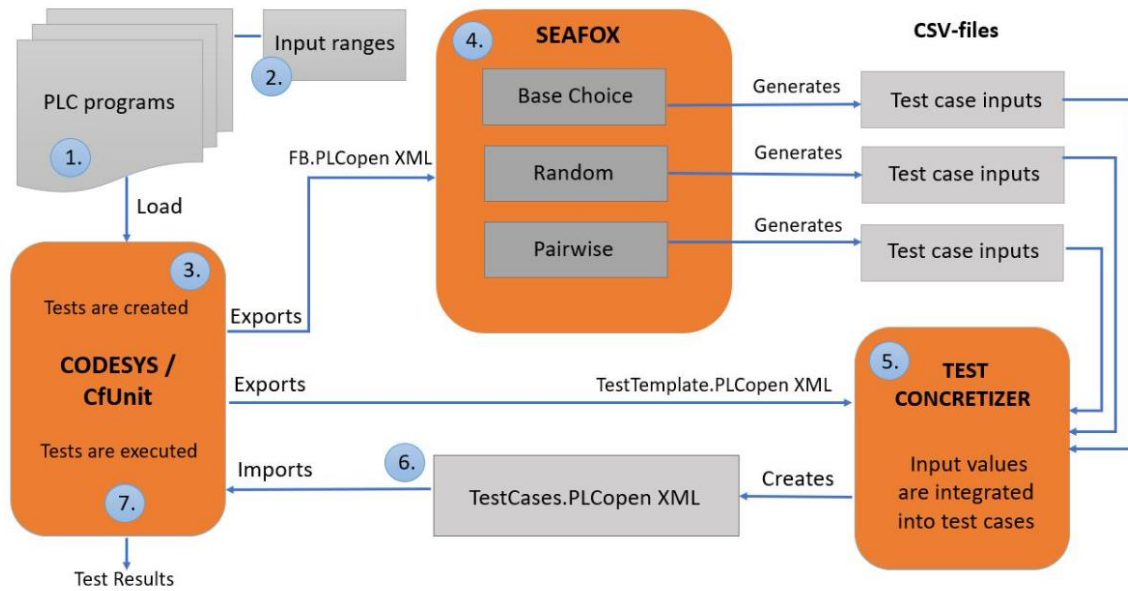 PLC programs
1.
Input ranges
2.
Load
3.
Tests are created
CODESYS /
CfUnit
Tests are executed
7.
Test Results
Exports
FB.PLCopen XML
4.
SEAFOX
Base Choice
Random
Pairwise
Generates
Generates
Generates
CSV-files
Test case inputs
Test case inputs
Test case inputs
Exports
TestTemplate.PLCopen XML
5.
TEST
CONCRETIZER
Input values
are integrated
into test cases
Creates
TestCases.PLCopen XML
6.
Imports